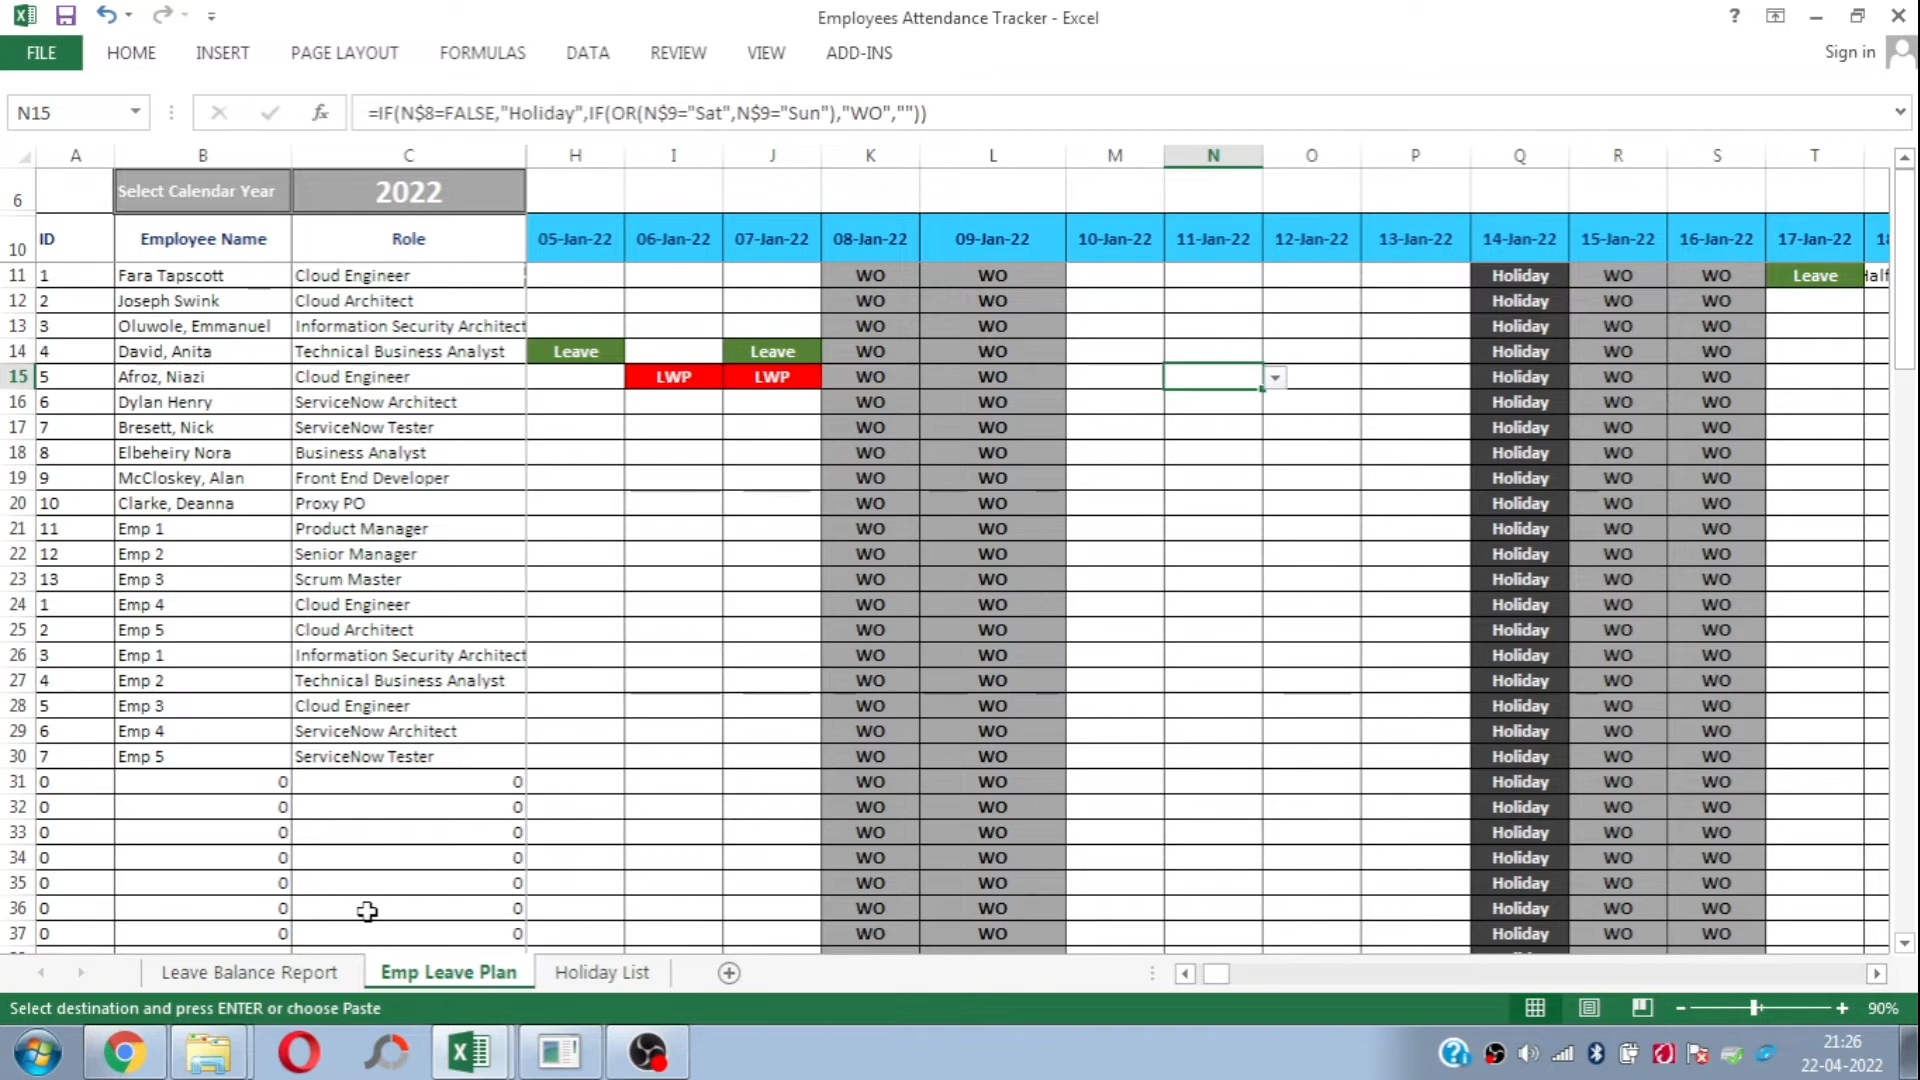 Employees Attendance Tracker - Excel
FILE HOME INSERT PAGE LAYOUT FORMULAS DATA REVIEW VIEW ADD-INS Sign in
N15 fx =IF(N$8=FALSE,"Holiday",IF(OR(N$9="Sat",N$9="Sun"),"WO",""))
A B C H I J K L M N O P Q R S T
6 Select Calendar Year 2022
10 ID Employee Name Role 05-Jan-22 06-Jan-22 07-Jan-22 08-Jan-22 09-Jan-22 10-Jan-22 11-Jan-22 12-Jan-22 13-Jan-22 14-Jan-22 15-Jan-22 16-Jan-22 17-Jan-22 18
11 1 Fara Tapscott Cloud Engineer WO WO Holiday WO WO Leave Half
12 2 Joseph Swink Cloud Architect WO WO Holiday WO WO
13 3 Oluwole, Emmanuel Information Security Architect WO WO Holiday WO WO
14 4 David, Anita Technical Business Analyst Leave Leave WO WO Holiday WO WO
15 5 Afroz, Niazi Cloud Engineer LWP LWP WO WO Holiday WO WO
16 6 Dylan Henry ServiceNow Architect WO WO Holiday WO WO
17 7 Bresett, Nick ServiceNow Tester WO WO Holiday WO WO
18 8 Elbeheiry Nora Business Analyst WO WO Holiday WO WO
19 9 McCloskey, Alan Front End Developer WO WO Holiday WO WO
20 10 Clarke, Deanna Proxy PO WO WO Holiday WO WO
21 11 Emp 1 Product Manager WO WO Holiday WO WO
22 12 Emp 2 Senior Manager WO WO Holiday WO WO
23 13 Emp 3 Scrum Master WO WO Holiday WO WO
24 1 Emp 4 Cloud Engineer WO WO Holiday WO WO
25 2 Emp 5 Cloud Architect WO WO Holiday WO WO
26 3 Emp 1 Information Security Architect WO WO Holiday WO WO
27 4 Emp 2 Technical Business Analyst WO WO Holiday WO WO
28 5 Emp 3 Cloud Engineer WO WO Holiday WO WO
29 6 Emp 4 ServiceNow Architect WO WO Holiday WO WO
30 7 Emp 5 ServiceNow Tester WO WO Holiday WO WO
31 0 0 0 WO WO Holiday WO WO
32 0 0 0 WO WO Holiday WO WO
33 0 0 0 WO WO Holiday WO WO
34 0 0 0 WO WO Holiday WO WO
35 0 0 0 WO WO Holiday WO WO
36 0 0 0 WO WO Holiday WO WO
37 0 0 0 WO WO Holiday WO WO
Leave Balance Report Emp Leave Plan Holiday List
Select destination and press ENTER or choose Paste 90%
21:26
22-04-2022